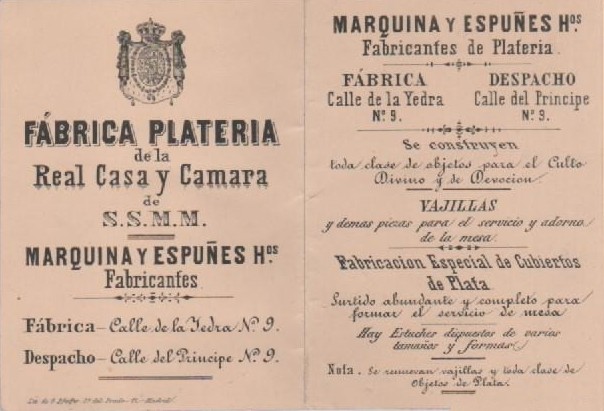 FÁBRICA PLATERIA
de la
Real Casa y Camara
de
S.S.M.M.
MARQUINA Y ESPUÑES Hos
Fabricantes
Fábrica - Calle de la Yedra No. 9.
Despacho - Calle del Principe No. 9.
MARQUINA Y ESPUÑES Hos.
Fabricantes de Plateria.
FÁBRICA
Calle de la Yedra
No. 9.
DESPACHO
Calle del Principe
No. 9.
Se construyen
toda clase de objetos para el Culto
Divino y de Devocion.
VAJILLAS
y demas piezas para el servicio y adorno
de la mesa.
Fabricacion Especial de Cubiertos
de Plata.
Surtido abundante y completo para
formar el servicio de mesa
Hay Estuches dispuestos de varios
tamaños y formas.
Nota. Se renuevan vajillas y toda clase de
Objetos de Plata.